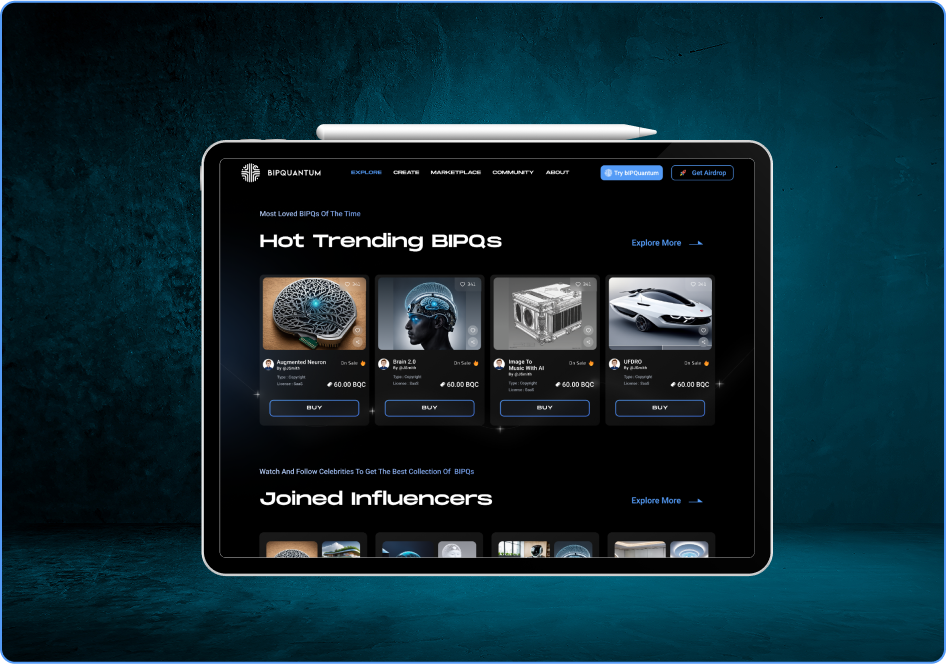 BIPQUANTUM
EXPLORE CREATE MARKETPLACE COMMUNITY ABOUT
Try bIPQuantum
Get Airdrop
Most Loved BIPQs Of The Time
Hot Trending BIPQs
Explore More
341
Augmented Neuron
By @JSmith
On Sale
Type : Copyright
License : SaaS
60.00 BQC
BUY
341
Brain 2.0
By @JSmith
On Sale
Type : Copyright
License : SaaS
60.00 BQC
BUY
341
Image To
Music With AI
By @JSmith
On Sale
Type : Copyright
License : SaaS
60.00 BQC
BUY
341
UFDRO
By @JSmith
On Sale
Type : Copyright
License : SaaS
60.00 BQC
BUY
Watch And Follow Celebrities To Get The Best Collection Of BIPQs
Joined Influencers
Explore More